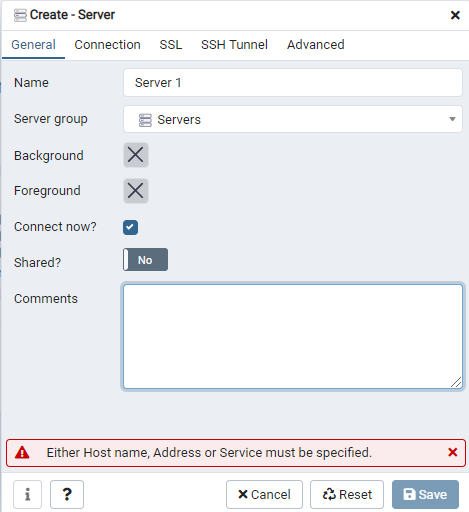 Create - Server
General Connection SSL SSH Tunnel Advanced
Name Server 1
Server group Servers
Background
Foreground
Connect now?
Shared? No
Comments
Either Host name, Address or Service must be specified.
i ? Cancel Reset Save